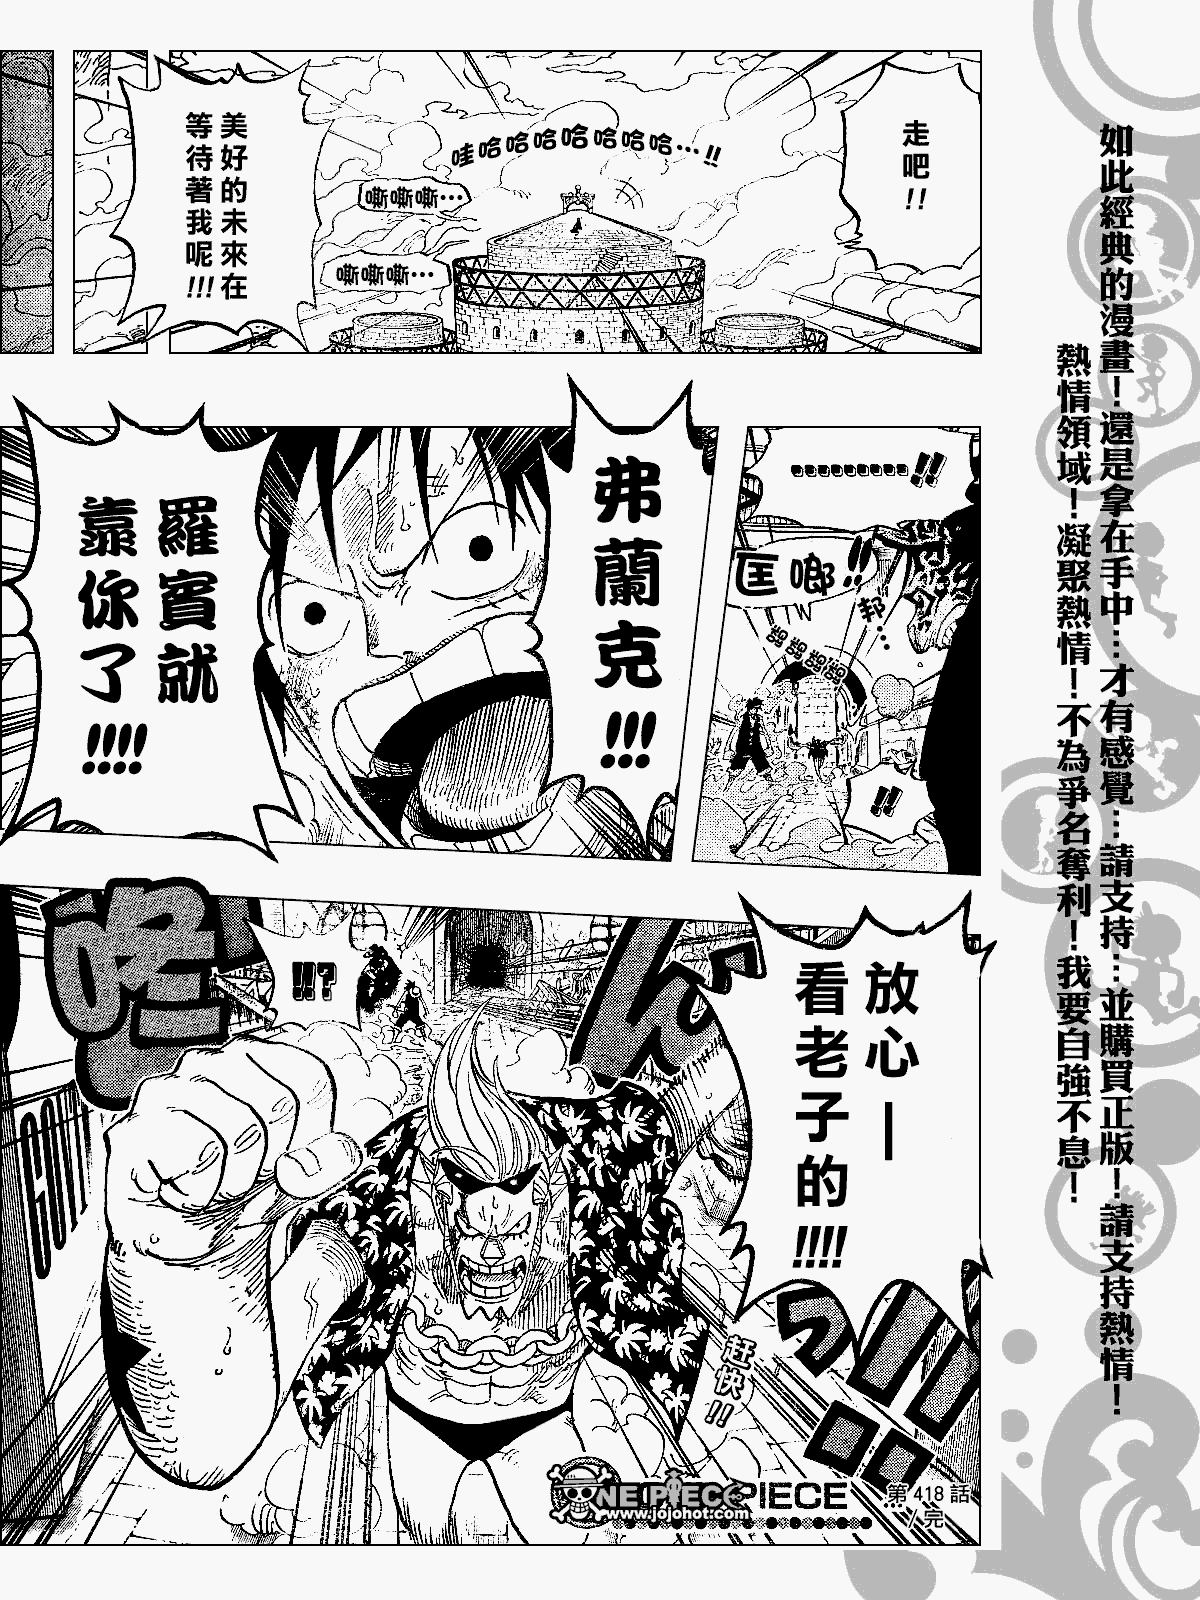 走吧!!
哇哈哈哈哈哈哈哈哈…!!
嘶嘶嘶…
嘶嘶嘶…
美好的未來在
等待著我呢!!!
………!!
匡啷!!
邦…
!!
弗蘭克!!!
羅賓就
靠你了!!!!
放心—
看老子的!!!!
!!?
咚
趕快!!
ONE PIECE
PIECE
www.jojohot.com
第 418 話
/ 完
如此經典的漫畫！還是拿在手中…才有感覺…請支持…並購買正版！請支持熱情！
熱情領域！凝聚熱情！不為爭名奪利！我要自強不息！